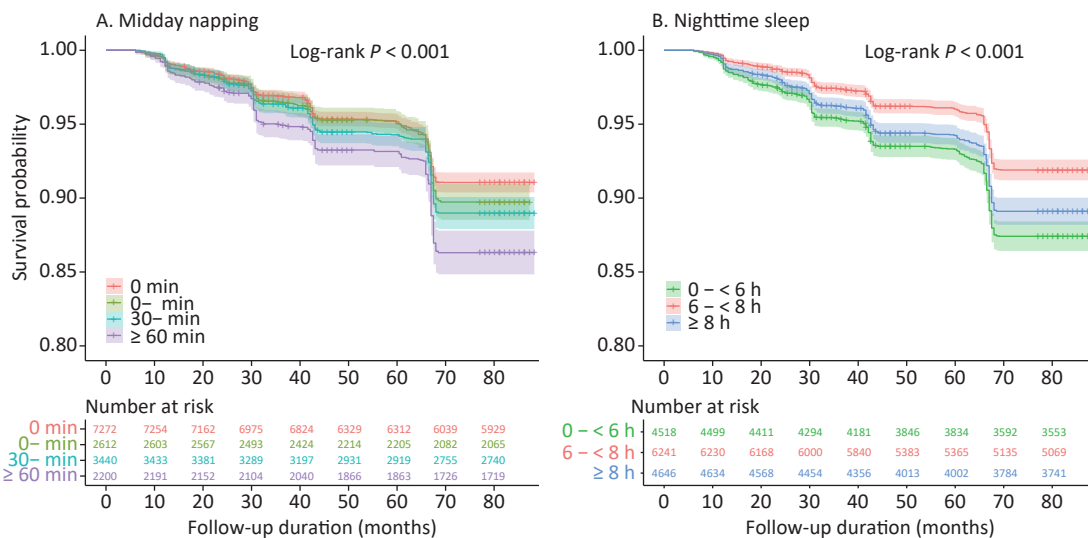 A. Midday napping
Log-rank P < 0.001
Survival probability
1.00
0.95
0.90
0.85
0.80
0 min
0– min
30– min
≥ 60 min
0 10 20 30 40 50 60 70 80
Number at risk
0 min 7272 7254 7162 6975 6824 6329 6312 6039 5929
0– min 2612 2603 2567 2493 2424 2214 2205 2082 2065
30– min 3440 3433 3381 3289 3197 2931 2919 2755 2740
≥ 60 min 2200 2191 2152 2104 2040 1866 1863 1726 1719
0 10 20 30 40 50 60 70 80
Follow-up duration (months)
B. Nighttime sleep
Log-rank P < 0.001
1.00
0.95
0.90
0.85
0.80
0 – < 6 h
6 – < 8 h
≥ 8 h
0 10 20 30 40 50 60 70 80
Number at risk
0 – < 6 h 4518 4499 4411 4294 4181 3846 3834 3592 3553
6 – < 8 h 6241 6230 6168 6000 5840 5383 5365 5135 5069
≥ 8 h 4646 4634 4568 4454 4356 4013 4002 3784 3741
0 10 20 30 40 50 60 70 80
Follow-up duration (months)